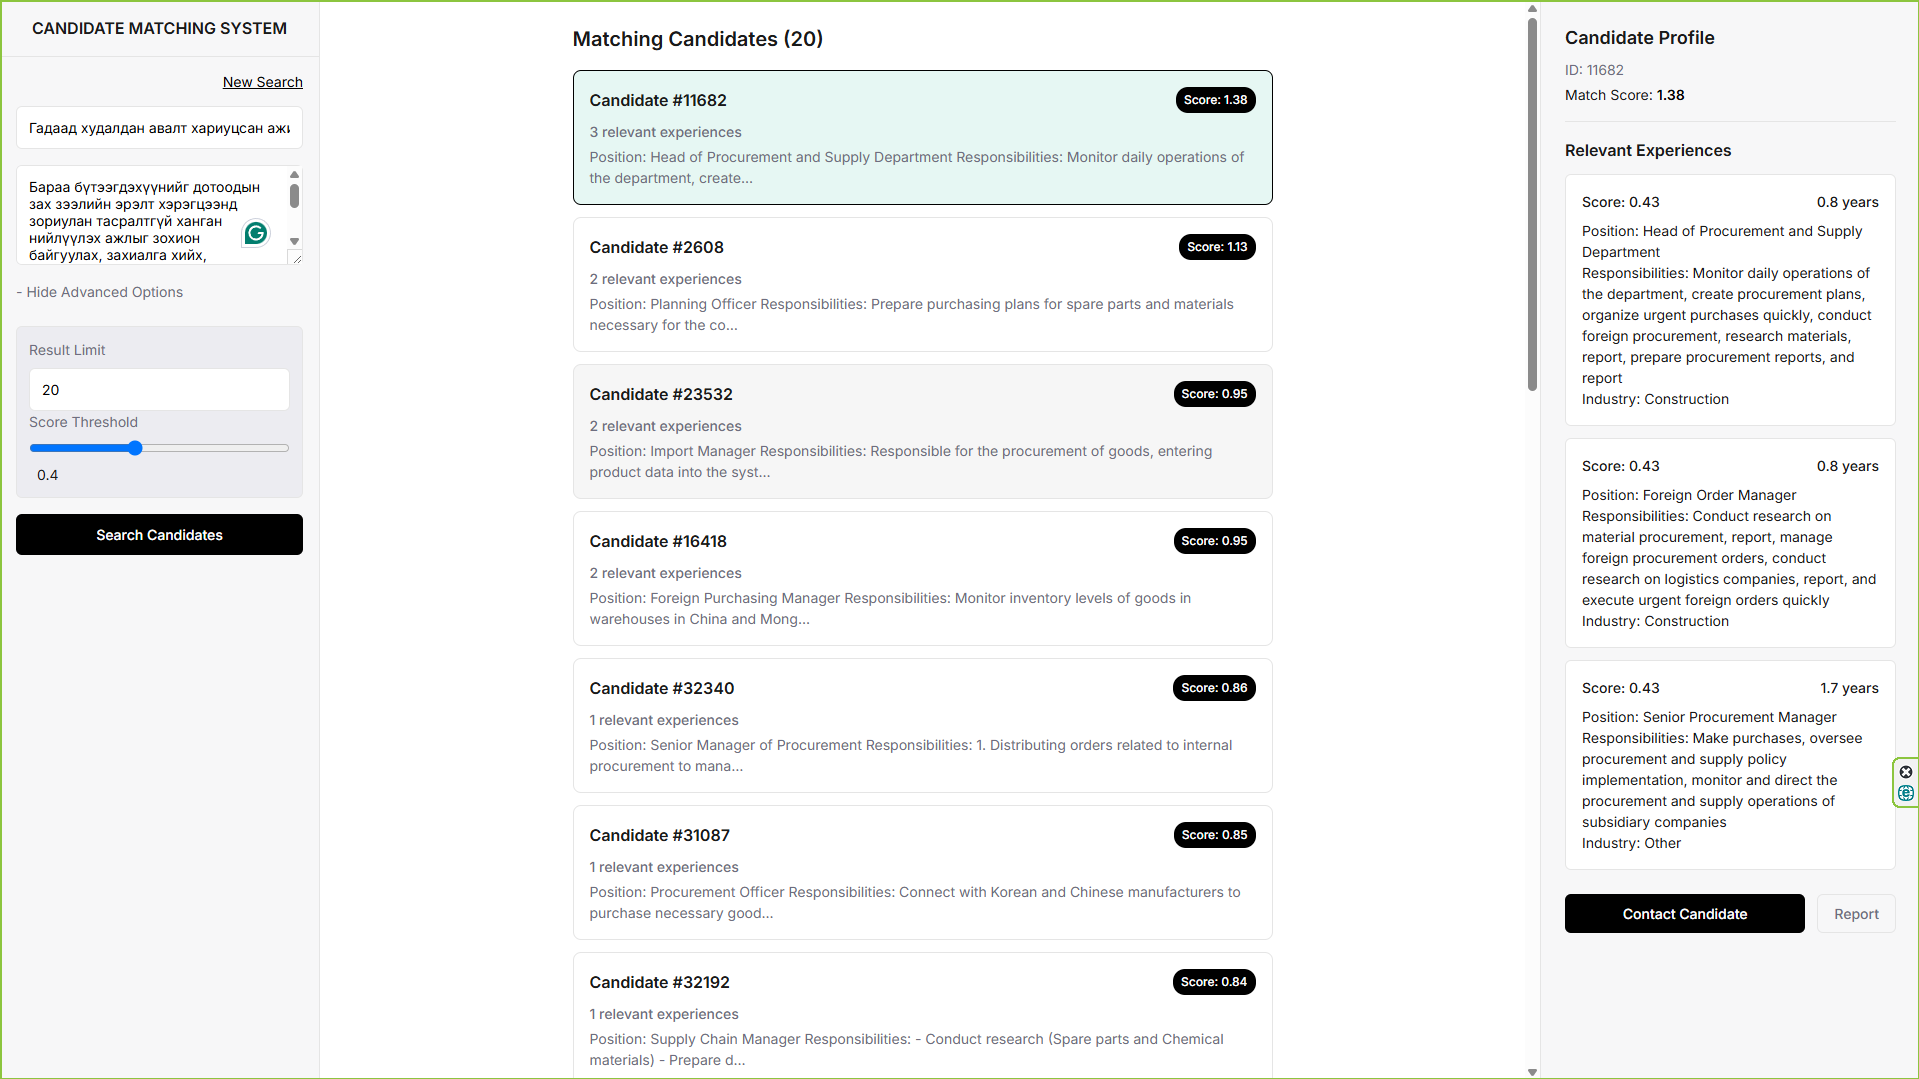 CANDIDATE MATCHING SYSTEM
New Search
Гадаад худалдан авалт хариуцсан
Бараа бүтээгдэхүүнийг дотоодын
зах зээлийн эрэлт хэрэгцээнд
зориулан тасралтгүй ханган
нийлүүлэх ажлыг зохион
байгуулах, захиалга хийх,
- Hide Advanced Options
Result Limit
20
Score Threshold
0.4
Search Candidates
Matching Candidates (20)
Candidate #11682
Score: 1.38
3 relevant experiences
Position: Head of Procurement and Supply Department Responsibilities: Monitor daily operations of
the department, create...
Candidate #2608
Score: 1.13
2 relevant experiences
Position: Planning Officer Responsibilities: Prepare purchasing plans for spare parts and materials
necessary for the co...
Candidate #23532
Score: 0.95
2 relevant experiences
Position: Import Manager Responsibilities: Responsible for the procurement of goods, entering
product data into the syst...
Candidate #16418
Score: 0.95
2 relevant experiences
Position: Foreign Purchasing Manager Responsibilities: Monitor inventory levels of goods in
warehouses in China and Mong...
Candidate #32340
Score: 0.86
1 relevant experiences
Position: Senior Manager of Procurement Responsibilities: 1. Distributing orders related to internal
procurement to mana...
Candidate #31087
Score: 0.85
1 relevant experiences
Position: Procurement Officer Responsibilities: Connect with Korean and Chinese manufacturers to
purchase necessary good...
Candidate #32192
Score: 0.84
1 relevant experiences
Position: Supply Chain Manager Responsibilities: - Conduct research (Spare parts and Chemical
materials) - Prepare d...
Candidate Profile
ID: 11682
Match Score: 1.38
Relevant Experiences
Score: 0.43 0.8 years
Position: Head of Procurement and Supply
Department
Responsibilities: Monitor daily operations of
the department, create procurement plans,
organize urgent purchases quickly, conduct
foreign procurement, research materials,
report, prepare procurement reports, and
report
Industry: Construction
Score: 0.43 0.8 years
Position: Foreign Order Manager
Responsibilities: Conduct research on
material procurement, report, manage
foreign procurement orders, conduct
research on logistics companies, report, and
execute urgent foreign orders quickly
Industry: Construction
Score: 0.43 1.7 years
Position: Senior Procurement Manager
Responsibilities: Make purchases, oversee
procurement and supply policy
implementation, monitor and direct the
procurement and supply operations of
subsidiary companies
Industry: Other
Contact Candidate
Report